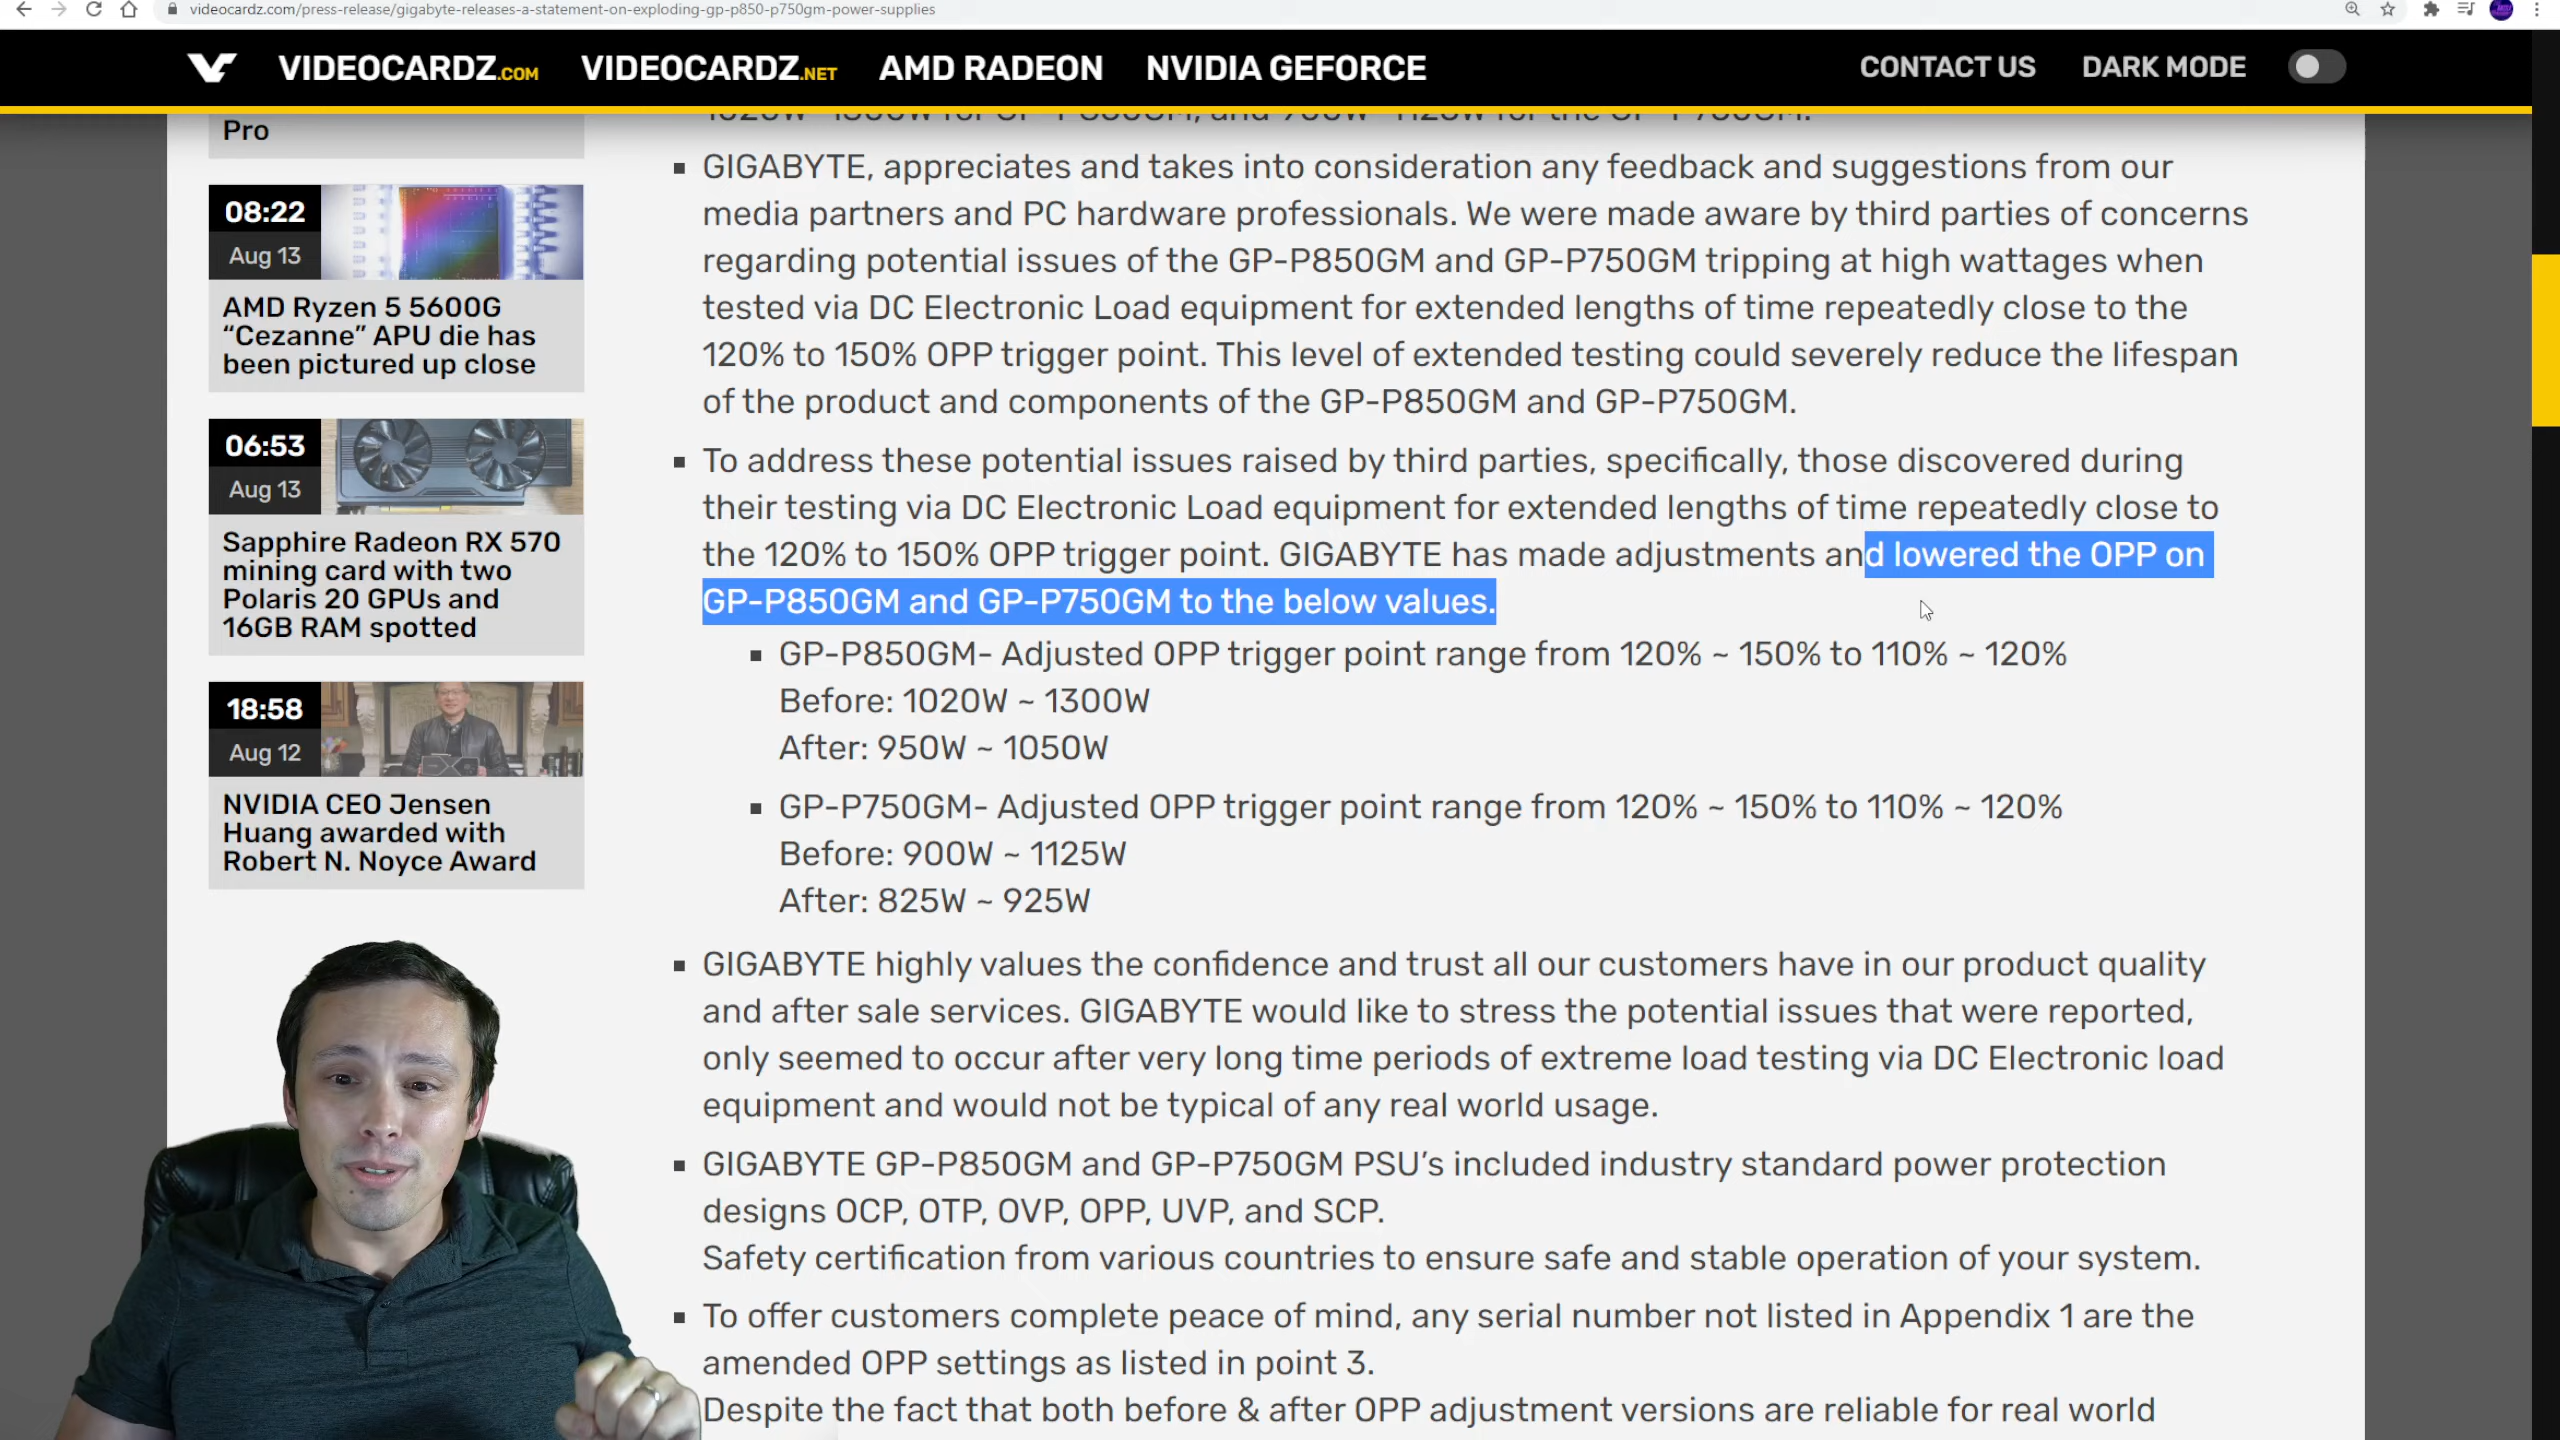 videocardz.com/press-release/gigabyte-releases-a-statement-on-exploding-gp-p850-p750gm-power-supplies
VIDEOCARDZ.COM VIDEOCARDZ.NET AMD RADEON NVIDIA GEFORCE CONTACT US DARK MODE
Pro
08:22
Aug 13
AMD Ryzen 5 5600G
“Cezanne” APU die has
been pictured up close
06:53
Aug 13
Sapphire Radeon RX 570
mining card with two
Polaris 20 GPUs and
16GB RAM spotted
18:58
Aug 12
NVIDIA CEO Jensen
Huang awarded with
Robert N. Noyce Award
1020W~1300W for GP-P850GM, and 900W~1125W for the GP-P750GM.
▪ GIGABYTE, appreciates and takes into consideration any feedback and suggestions from our
media partners and PC hardware professionals. We were made aware by third parties of concerns
regarding potential issues of the GP-P850GM and GP-P750GM tripping at high wattages when
tested via DC Electronic Load equipment for extended lengths of time repeatedly close to the
120% to 150% OPP trigger point. This level of extended testing could severely reduce the lifespan
of the product and components of the GP-P850GM and GP-P750GM.
▪ To address these potential issues raised by third parties, specifically, those discovered during
their testing via DC Electronic Load equipment for extended lengths of time repeatedly close to
the 120% to 150% OPP trigger point. GIGABYTE has made adjustments and lowered the OPP on
GP-P850GM and GP-P750GM to the below values.
▪ GP-P850GM- Adjusted OPP trigger point range from 120% ~ 150% to 110% ~ 120%
Before: 1020W ~ 1300W
After: 950W ~ 1050W
▪ GP-P750GM- Adjusted OPP trigger point range from 120% ~ 150% to 110% ~ 120%
Before: 900W ~ 1125W
After: 825W ~ 925W
▪ GIGABYTE highly values the confidence and trust all our customers have in our product quality
and after sale services. GIGABYTE would like to stress the potential issues that were reported,
only seemed to occur after very long time periods of extreme load testing via DC Electronic load
equipment and would not be typical of any real world usage.
▪ GIGABYTE GP-P850GM and GP-P750GM PSU’s included industry standard power protection
designs OCP, OTP, OVP, OPP, UVP, and SCP.
Safety certification from various countries to ensure safe and stable operation of your system.
▪ To offer customers complete peace of mind, any serial number not listed in Appendix 1 are the
amended OPP settings as listed in point 3.
Despite the fact that both before & after OPP adjustment versions are reliable for real world